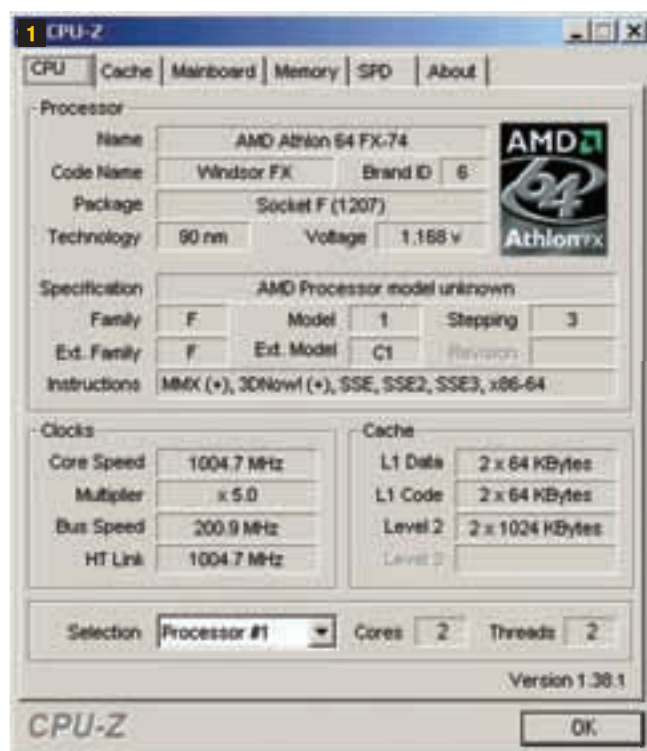 1 CPU-Z
CPU Cache Mainboard Memory SPD About
Processor
Name AMD Athlon 64 FX-74
Code Name Windsor FX Brand ID 6
Package Socket F (1207)
Technology 90 nm Voltage 1.168 v
AMD 64 Athlon FX
Specification AMD Processor model unknown
Family F Model 1 Stepping 3
Ext. Family F Ext. Model C1 Revision
Instructions MMX (+), 3DNow! (+), SSE, SSE2, SSE3, x86-64
Clocks
Core Speed 1004.7 MHz
Multiplier x 5.0
Bus Speed 200.9 MHz
HT Link 1004.7 MHz
Cache
L1 Data 2 x 64 KBytes
L1 Code 2 x 64 KBytes
Level 2 2 x 1024 KBytes
Level 3
Selection Processor #1 Cores 2 Threads 2
Version 1.38.1
CPU-Z OK